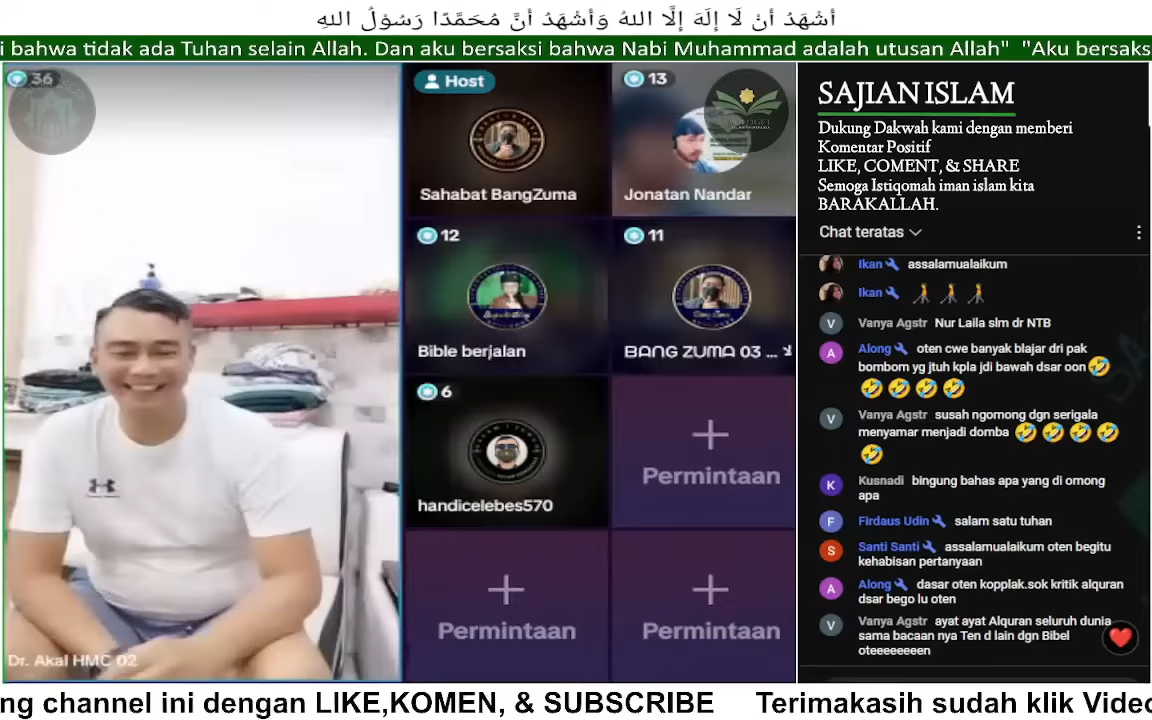 أَشْهَدُ أَنْ لَا إِلَهَ إِلَّا اللهُ وَأَشْهَدُ أَنَّ مُحَمَّدًا رَسُوْلُ اللهِ
i bahwa tidak ada Tuhan selain Allah. Dan aku bersaksi bahwa Nabi Muhammad adalah utusan Allah" "Aku bersaks
36
Dr. Akal HMC 02
Host
Sahabat BangZuma
13
Jonatan Nandar
12
Bible berjalan
11
BANG ZUMA 03 ...
6
handicelebes570
Permintaan
Permintaan
Permintaan
SAJIAN ISLAM
Dukung Dakwah kami dengan memberi
Komentar Positif
LIKE, COMENT, & SHARE
Semoga Istiqomah iman islam kita
BARAKALLAH.
Chat teratas
Ikan assalamualaikum
Ikan
V Vanya Agstr Nur Laila slm dr NTB
A Along oten cwe banyak blajar dri pak
bombom yg jtuh kpla jdi bawah dsar oon🤣
🤣🤣🤣🤣
V Vanya Agstr susah ngomong dgn serigala
menyamar menjadi domba 🤣🤣🤣🤣
🤣
K Kusnadi bingung bahas apa yang di omong
apa
F Firdaus Udin salam satu tuhan
S Santi Santi assalamualaikum oten begitu
kehabisan pertanyaan
A Along dasar oten kopplak.sok kritik alquran
dsar bego lu oten
V Vanya Agstr ayat ayat Alquran seluruh dunia
sama bacaan nya Ten d lain dgn Bibel
oteeeeeeeen
ng channel ini dengan LIKE,KOMEN, & SUBSCRIBE Terimakasih sudah klik Videc